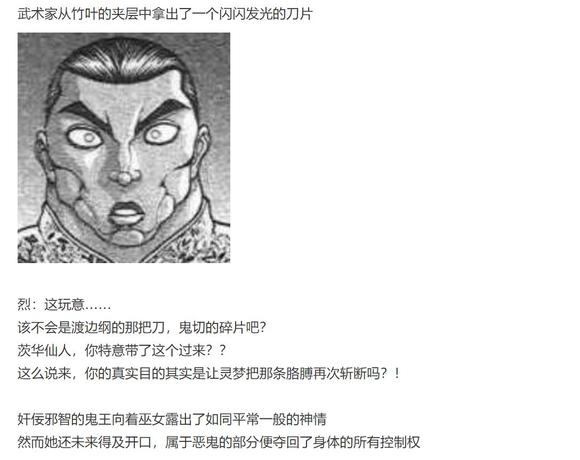 武术家从竹叶的夹层中拿出了一个闪闪发光的刀片
烈：这玩意……
该不会是渡边纲的那把刀，鬼切的碎片吧？
茨华仙人，你特意带了这个过来？？
这么说来，你的真实目的其实是让灵梦把那条胳膊再次斩断吗？！
奸佞邪智的鬼王向着巫女露出了如同平常一般的神情
然而她还未来得及开口，属于恶鬼的部分便夺回了身体的所有控制权